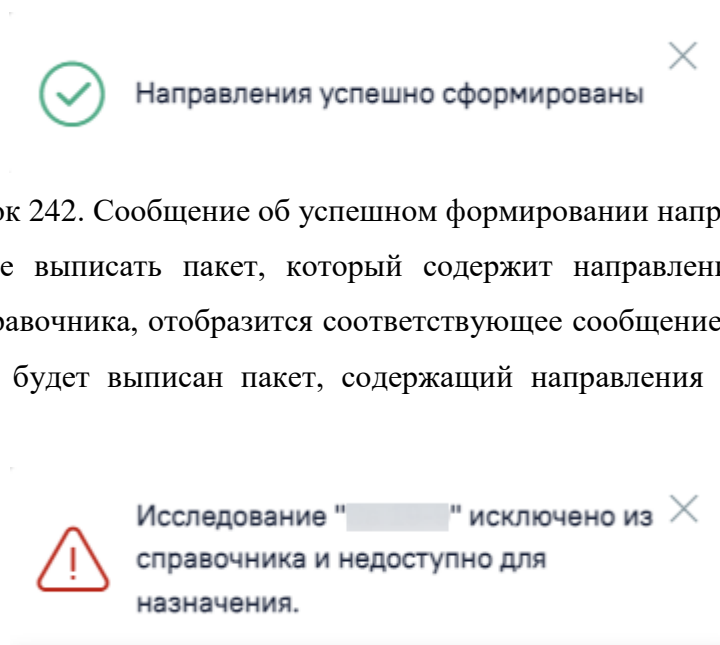 Направления успешно сформированы
ок 242. Сообщение об успешном формировании напр
е выписать пакет, который содержит направлени
равочника, отобразится соответствующее сообщение
будет выписан пакет, содержащий направления
Исследование " " исключено из
справочника и недоступно для
назначения.